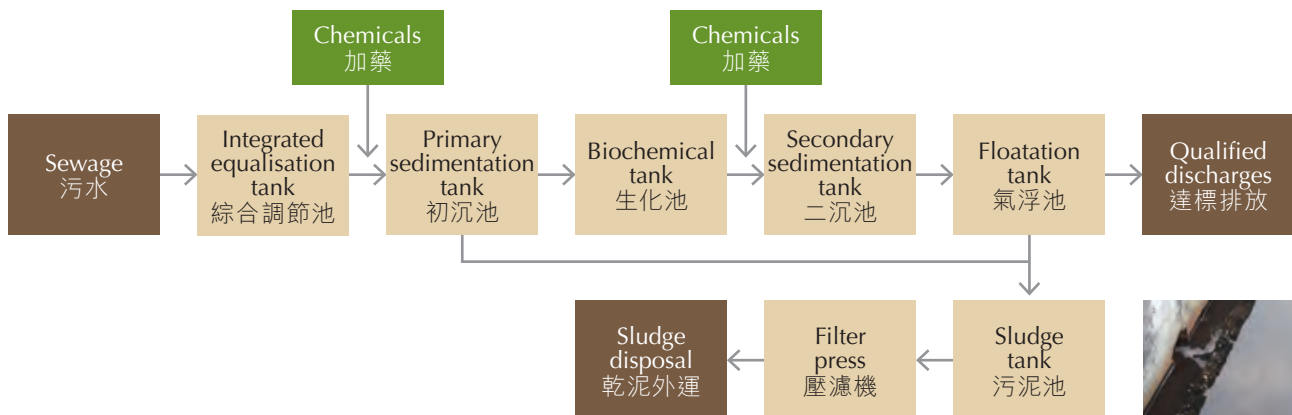 Chemicals
加藥
Chemicals
加藥
Sewage
污水
Integrated
equalisation
tank
綜合調節池
Primary
sedimentation
tank
初沉池
Biochemical
tank
生化池
Secondary
sedimentation
tank
二沉池
Floatation
tank
氣浮池
Qualified
discharges
達標排放
Sludge
disposal
乾泥外運
Filter
press
壓濾機
Sludge
tank
污泥池